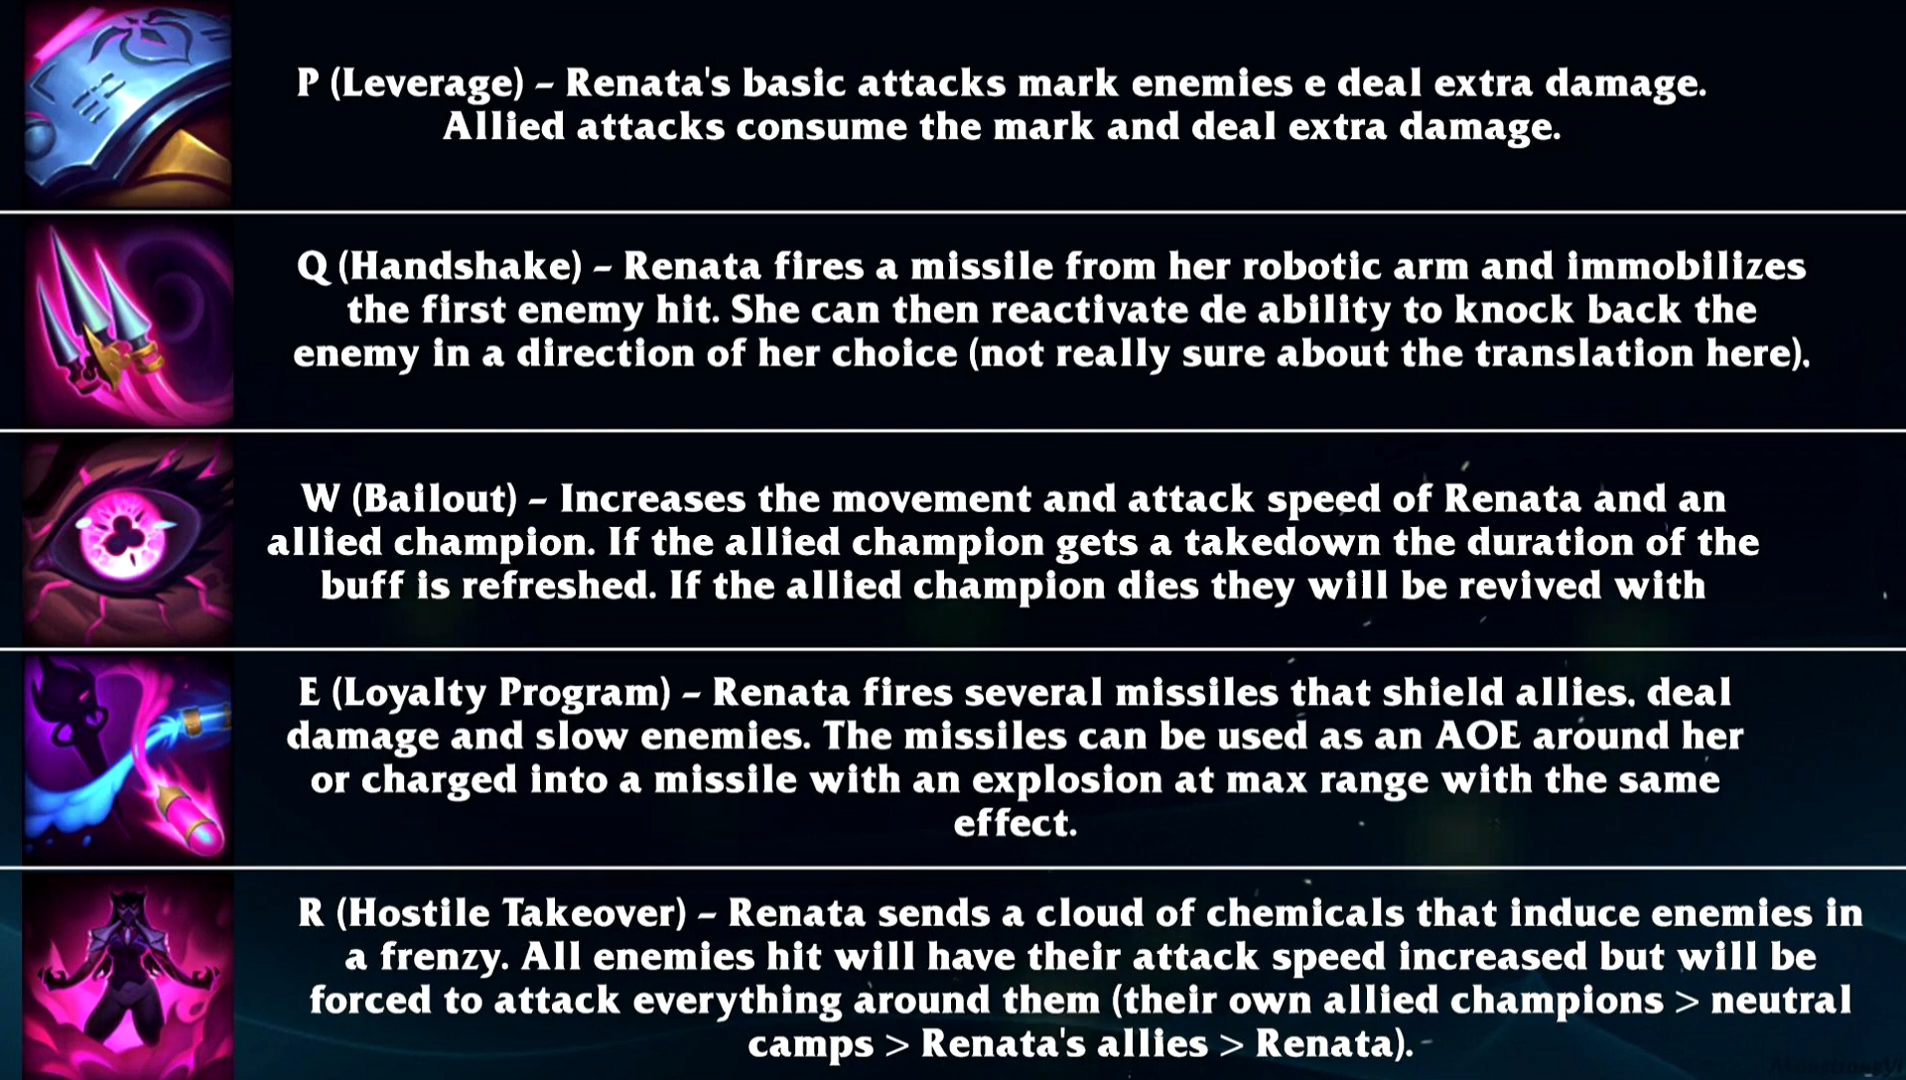 P (Leverage) – Renata's basic attacks mark enemies e deal extra damage.
Allied attacks consume the mark and deal extra damage.
Q (Handshake) – Renata fires a missile from her robotic arm and immobilizes
the first enemy hit. She can then reactivate de ability to knock back the
enemy in a direction of her choice (not really sure about the translation here).
W (Bailout) – Increases the movement and attack speed of Renata and an
allied champion. If the allied champion gets a takedown the duration of the
buff is refreshed. If the allied champion dies they will be revived with
E (Loyalty Program) – Renata fires several missiles that shield allies, deal
damage and slow enemies. The missiles can be used as an AOE around her
or charged into a missile with an explosion at max range with the same
effect.
R (Hostile Takeover) – Renata sends a cloud of chemicals that induce enemies in
a frenzy. All enemies hit will have their attack speed increased but will be
forced to attack everything around them (their own allied champions > neutral
camps > Renata's allies > Renata).